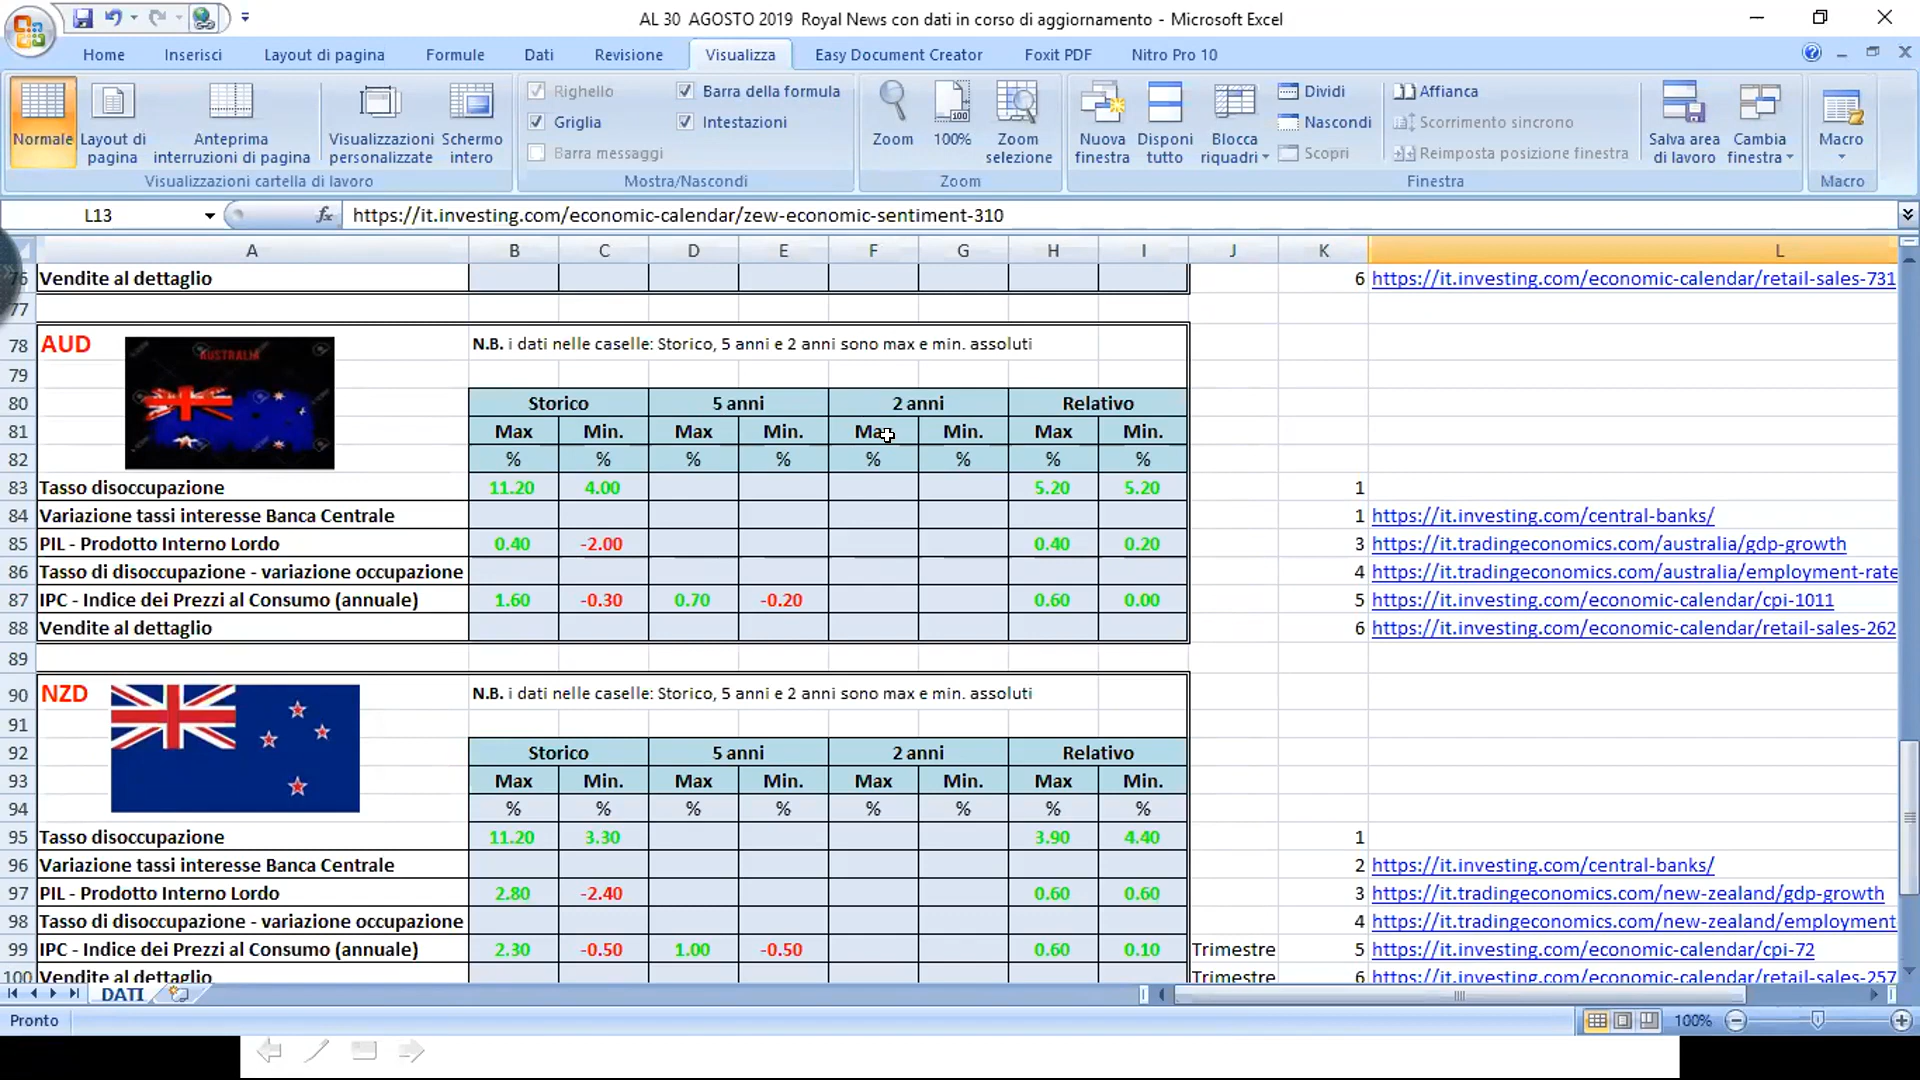 AL 30 AGOSTO 2019 Royal News con dati in corso di aggiornamento - Microsoft Excel
Home Inserisci Layout di pagina Formule Dati Revisione Visualizza Easy Document Creator Foxit PDF Nitro Pro 10
Normale
Layout di pagina
Anteprima interruzioni di pagina
Visualizzazioni personalizzate
Schermo intero
Visualizzazioni cartella di lavoro
Righello
Griglia
Barra messaggi
Barra della formula
Intestazioni
Mostra/Nascondi
Zoom
100%
Zoom selezione
Zoom
Nuova finestra
Disponi tutto
Blocca riquadri
Dividi
Nascondi
Scopri
Affianca
Scorrimento sincrono
Reimposta posizione finestra
Salva area di lavoro
Cambia finestra
Finestra
Macro
Macro
L13 fx https://it.investing.com/economic-calendar/zew-economic-sentiment-310
A B C D E F G H I J K L
76 Vendite al dettaglio 6 https://it.investing.com/economic-calendar/retail-sales-731
77
78 AUD AUSTRALIA N.B. i dati nelle caselle: Storico, 5 anni e 2 anni sono max e min. assoluti
79
80 Storico 5 anni 2 anni Relativo
81 Max Min. Max Min. Max Min. Max Min.
82 % % % % % % % %
83 Tasso disoccupazione 11.20 4.00 5.20 5.20 1
84 Variazione tassi interesse Banca Centrale 1 https://it.investing.com/central-banks/
85 PIL - Prodotto Interno Lordo 0.40 -2.00 0.40 0.20 3 https://it.tradingeconomics.com/australia/gdp-growth
86 Tasso di disoccupazione - variazione occupazione 4 https://it.tradingeconomics.com/australia/employment-rate
87 IPC - Indice dei Prezzi al Consumo (annuale) 1.60 -0.30 0.70 -0.20 0.60 0.00 5 https://it.investing.com/economic-calendar/cpi-1011
88 Vendite al dettaglio 6 https://it.investing.com/economic-calendar/retail-sales-262
89
90 NZD N.B. i dati nelle caselle: Storico, 5 anni e 2 anni sono max e min. assoluti
91
92 Storico 5 anni 2 anni Relativo
93 Max Min. Max Min. Max Min. Max Min.
94 % % % % % % % %
95 Tasso disoccupazione 11.20 3.30 3.90 4.40 1
96 Variazione tassi interesse Banca Centrale 2 https://it.investing.com/central-banks/
97 PIL - Prodotto Interno Lordo 2.80 -2.40 0.60 0.60 3 https://it.tradingeconomics.com/new-zealand/gdp-growth
98 Tasso di disoccupazione - variazione occupazione 4 https://it.tradingeconomics.com/new-zealand/employment-
99 IPC - Indice dei Prezzi al Consumo (annuale) 2.30 -0.50 1.00 -0.50 0.60 0.10 Trimestre 5 https://it.investing.com/economic-calendar/cpi-72
100 Vendite al dettaglio Trimestre 6 https://it.investing.com/economic-calendar/retail-sales-257
DATI
Pronto 100%